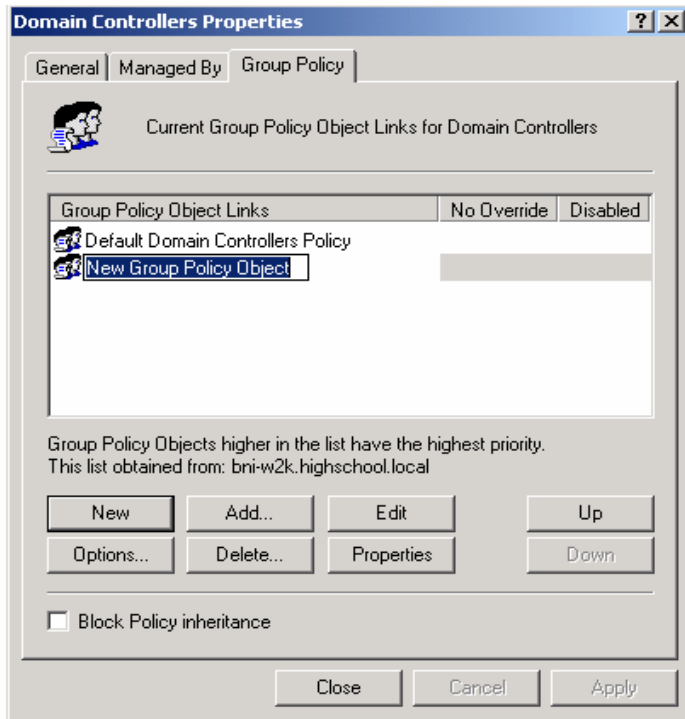 Domain Controllers Properties
General Managed By Group Policy
Current Group Policy Object Links for Domain Controllers
Group Policy Object Links No Override Disabled
Default Domain Controllers Policy
New Group Policy Object
Group Policy Objects higher in the list have the highest priority.
This list obtained from: bni-w2k.highschool.local
New Add... Edit Up
Options... Delete... Properties Down
Block Policy inheritance
Close Cancel Apply